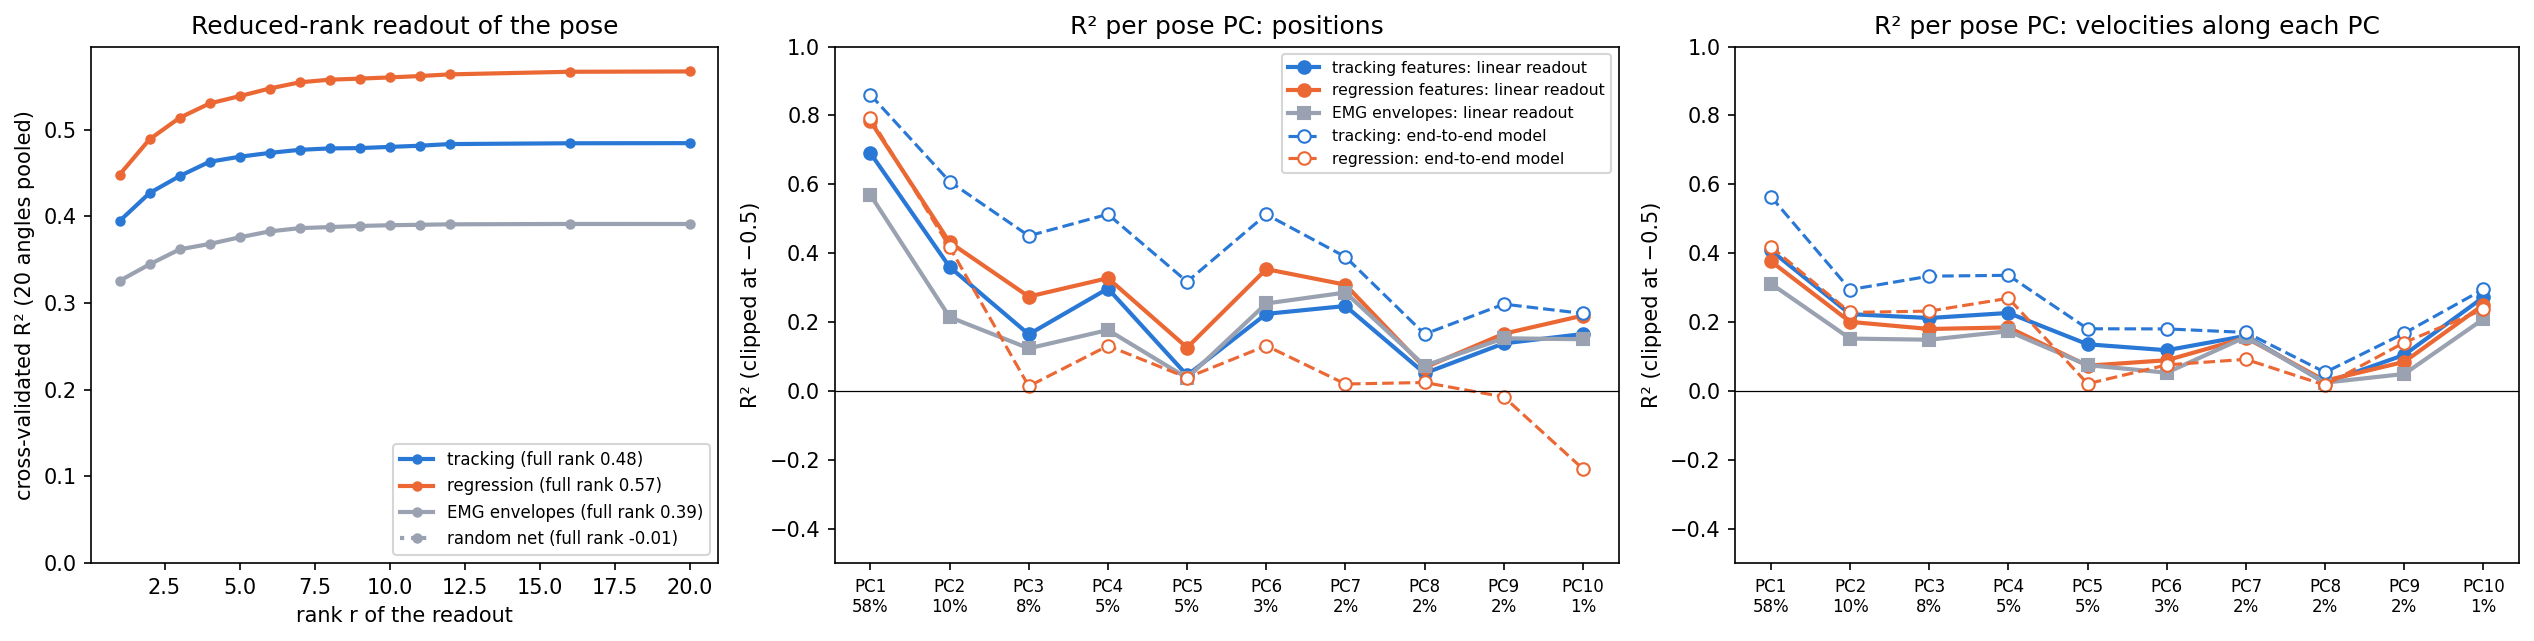 Reduced-rank readout of the pose
cross-validated R² (20 angles pooled)
0.5
0.4
0.3
0.2
0.1
0.0
tracking (full rank 0.48)
regression (full rank 0.57)
EMG envelopes (full rank 0.39)
random net (full rank -0.01)
2.5 5.0 7.5 10.0 12.5 15.0 17.5 20.0
rank r of the readout
R² per pose PC: positions
R² (clipped at −0.5)
1.0
0.8
0.6
0.4
0.2
0.0
−0.2
−0.4
tracking features: linear readout
regression features: linear readout
EMG envelopes: linear readout
tracking: end-to-end model
regression: end-to-end model
PC1 PC2 PC3 PC4 PC5 PC6 PC7 PC8 PC9 PC10
58% 10% 8% 5% 5% 3% 2% 2% 2% 1%
R² per pose PC: velocities along each PC
R² (clipped at −0.5)
1.0
0.8
0.6
0.4
0.2
0.0
−0.2
−0.4
PC1 PC2 PC3 PC4 PC5 PC6 PC7 PC8 PC9 PC10
58% 10% 8% 5% 5% 3% 2% 2% 2% 1%